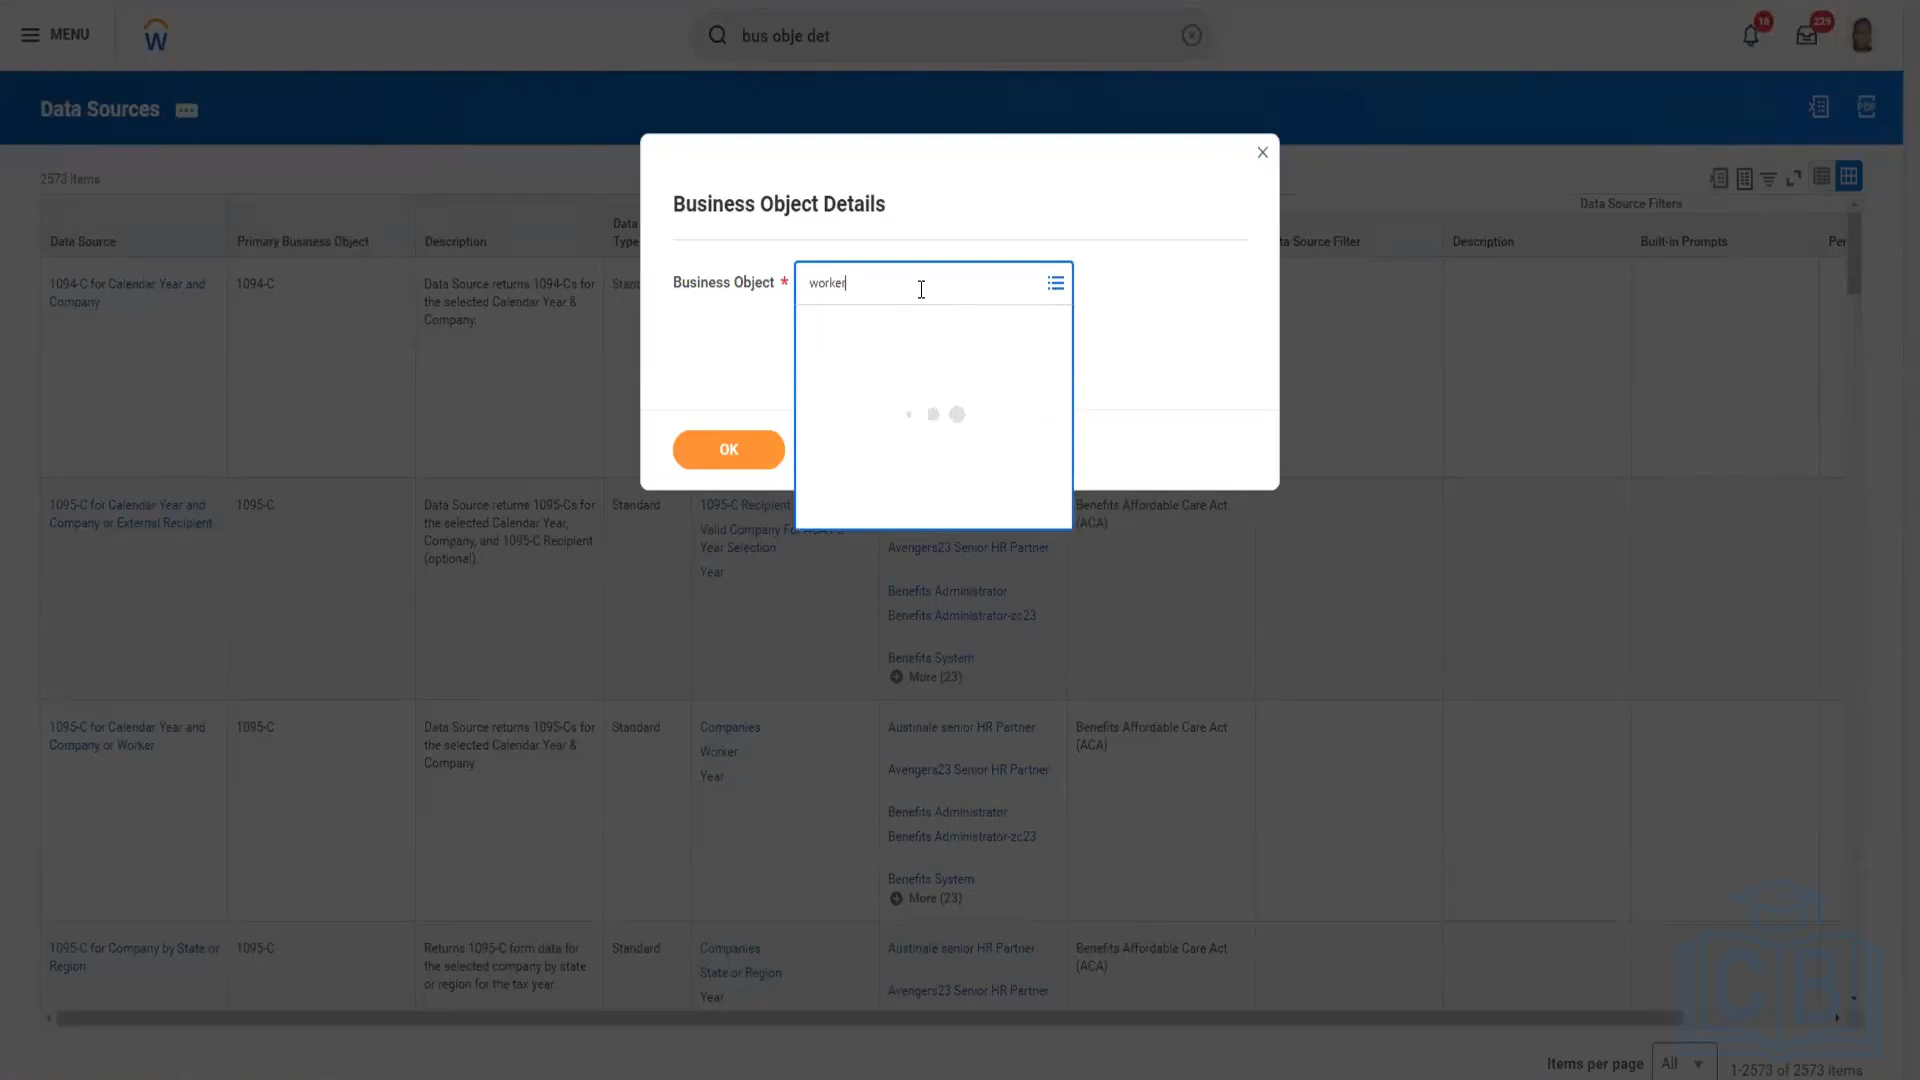 MENU
bus obje det
18
229
Data Sources
PDF
2573 items
Data Source Filters
Data Source
Primary Business Object
Description
Data
Type
ta Source Filter
Description
Built-in Prompts
Per
Business Object Details
Business Object *
worker
OK
1094-C for Calendar Year and
Company
1094-C
Data Source returns 1094-Cs for
the selected Calendar Year &
Company.
Stand
1095-C for Calendar Year and
Company or External Recipient
1095-C
Data Source returns 1095-Cs for
the selected Calendar Year,
Company, and 1095-C Recipient
(optional).
Standard
1095-C Recipient
Valid Company For
Year Selection
Year
Avengers23 Senior HR Partner
Benefits Administrator
Benefits Administrator-zc23
Benefits System
More (23)
Benefits Affordable Care Act
(ACA)
1095-C for Calendar Year and
Company or Worker
1095-C
Data Source returns 1095-Cs for
the selected Calendar Year &
Company.
Standard
Companies
Worker
Year
Austinale senior HR Partner
Avengers23 Senior HR Partner
Benefits Administrator
Benefits Administrator-zc23
Benefits System
More (23)
Benefits Affordable Care Act
(ACA)
1095-C for Company by State or
Region
1095-C
Returns 1095-C form data for
the selected company by state
or region for the tax year.
Standard
Companies
State or Region
Year
Austinale senior HR Partner
Avengers23 Senior HR Partner
Benefits Affordable Care Act
(ACA)
CB
Items per page
All
1-2573 of 2573 items